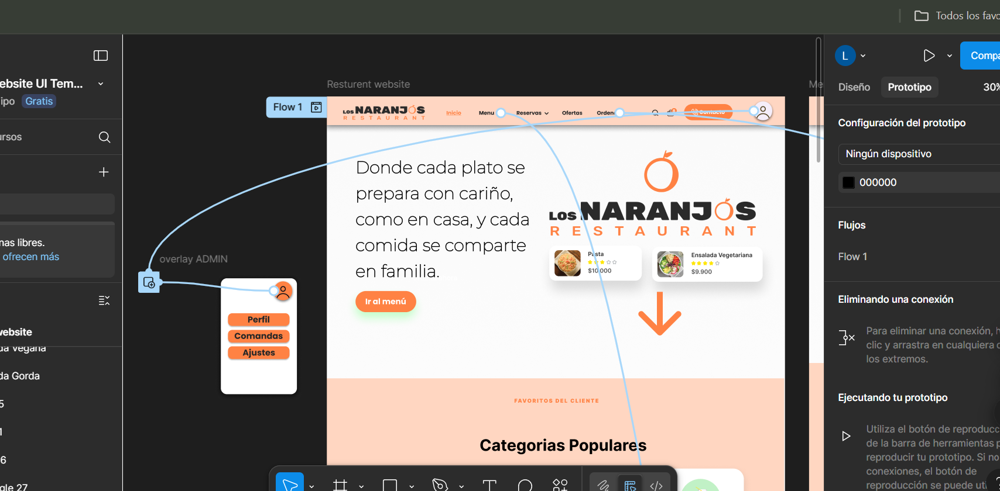 Todos los favo
ebsite UI Tem...
ipo Gratis
ursos
nas libres.
ofrecen más
website
da vegana
da Gorda
5
1
6
gle 27
Resturent website
Me
Flow 1
LOS NARANJOS
RESTAURANT
Inicio
Menu
Reservas
Ofertas
Orden
Contacto
Donde cada plato se
prepara con cariño,
como en casa, y cada
comida se comparte
en familia.
Ir al menú
LOS NARANJOS
RESTAURANT
Pasta
$10.000
Ensalada Vegetariana
$9.900
overlay ADMIN
Perfil
Comandas
Ajustes
FAVORITOS DEL CLIENTE
Categorias Populares
L
Compa
Diseño
Prototipo
30%
Configuración del prototipo
Ningún dispositivo
000000
Flujos
Flow 1
Eliminando una conexión
Para eliminar una conexión, h
clic y arrastra en cualquiera
los extremos.
Ejecutando tu prototipo
Utiliza el botón de reproducc
de la barra de herramientas p
reproducir tu prototipo. Si no
conexiones, el botón de
reproducción se puede uti